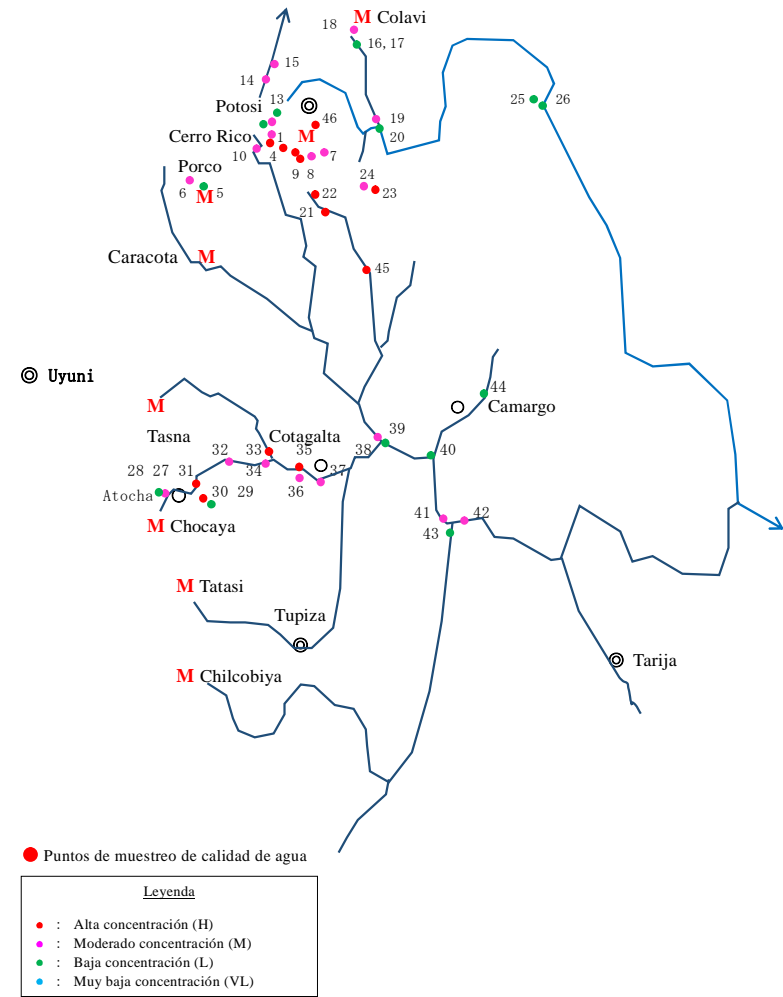 18 M Colavi
16, 17
15
14
13
Potosi
46
19
25 26
Cerro Rico 1 M
20
10 4 7
Porco 9 8 24
6 5 22 23
M
21
Caracota M
45
Uyuni
44
M Camargo
Tasna Cotagalta 39
32 33 35 38 40
34
28 27 31 37
Atocha 30 29 36
41 42
M Chocaya
43
M Tatasi
Tupiza
Tarija
M Chilcobiya
Puntos de muestreo de calidad de agua
Leyenda
: Alta concentración (H)
: Moderado concentración (M)
: Baja concentración (L)
: Muy baja concentración (VL)